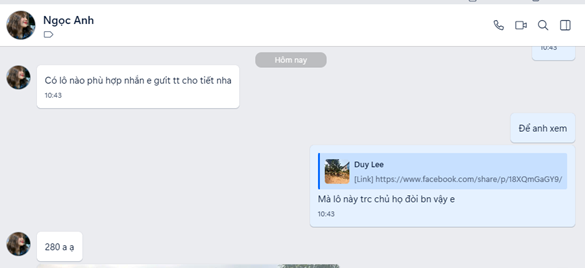 Ngọc Anh
10:43
Hôm nay
Có lô nào phù hợp nhắn e gưit tt cho tiết nha
10:43
Để anh xem
Duy Lee
[Link] https://www.facebook.com/share/p/18XQmGaGY9/
Mà lô này trc chủ họ đòi bn vậy e
10:43
280 a ạ